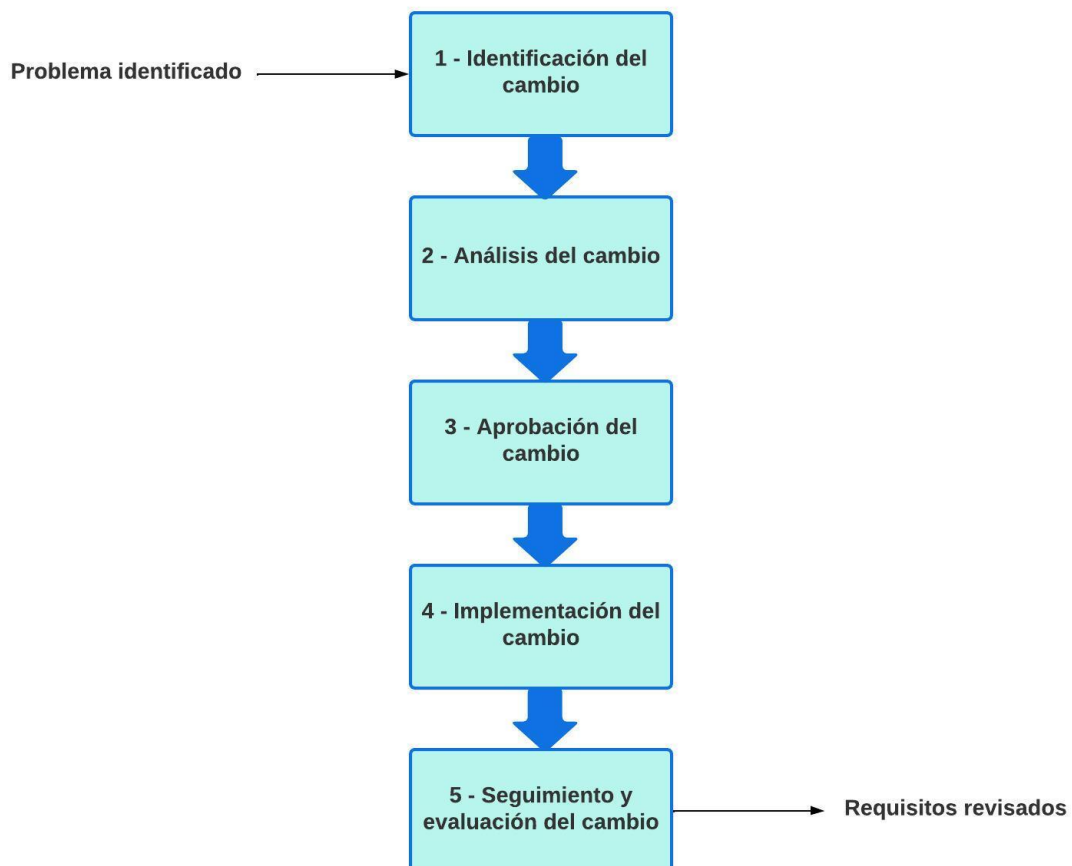 Problema identificado
1 - Identificación del
cambio
2 - Análisis del cambio
3 - Aprobación del
cambio
4 - Implementación del
cambio
5 - Seguimiento y
evaluación del cambio
Requisitos revisados